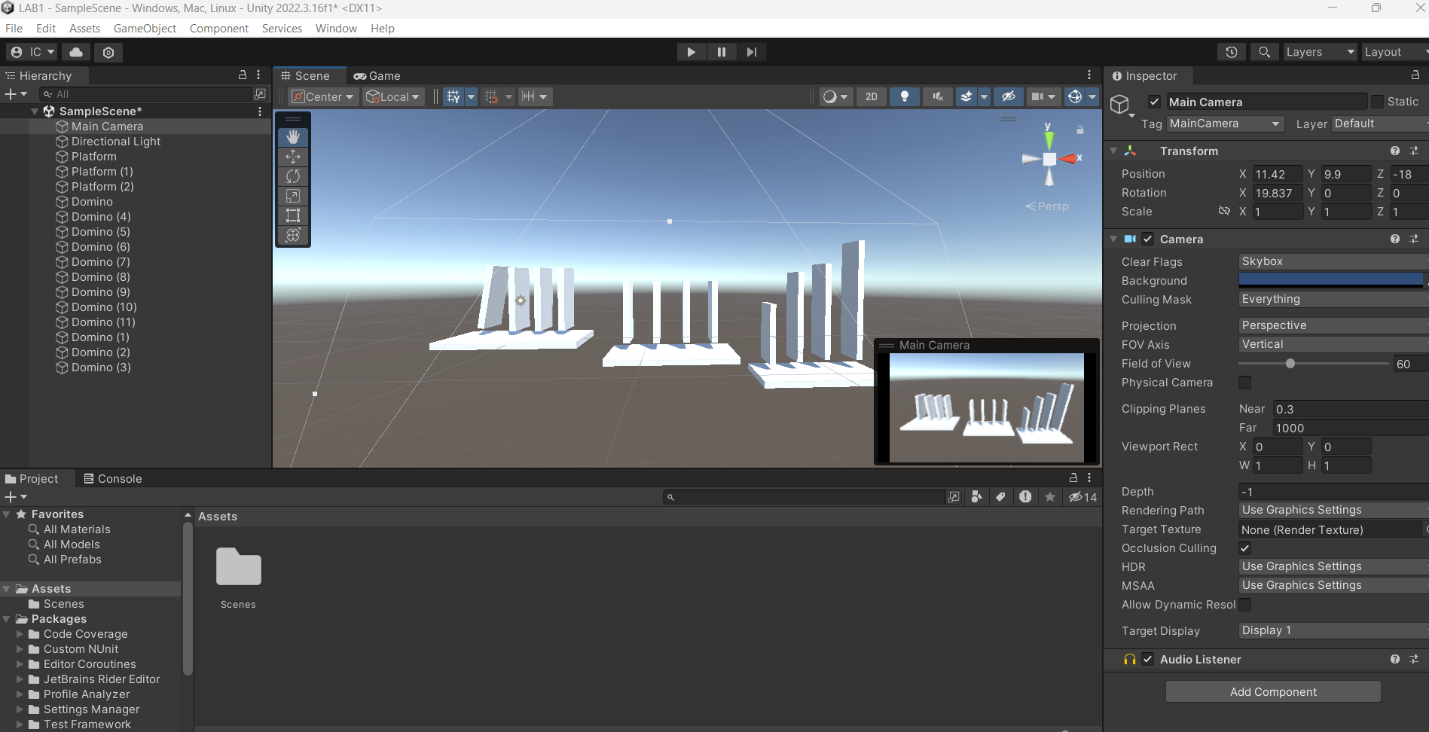 LAB1 - SampleScene - Windows, Mac, Linux - Unity 2022.3.16f1* <DX11>
File Edit Assets GameObject Component Services Window Help
IC Layers Layout
Hierarchy
All
SampleScene*
Main Camera
Directional Light
Platform
Platform (1)
Platform (2)
Domino
Domino (4)
Domino (5)
Domino (6)
Domino (7)
Domino (8)
Domino (9)
Domino (10)
Domino (11)
Domino (1)
Domino (2)
Domino (3)
Scene Game
Center Local 2D
y
x
Persp
Main Camera
Project Console
14
Favorites
All Materials
All Models
All Prefabs
Assets
Scenes
Packages
Code Coverage
Custom NUnit
Editor Coroutines
JetBrains Rider Editor
Profile Analyzer
Settings Manager
Test Framework
Assets
Scenes
Inspector
Main Camera Static
Tag MainCamera Layer Default
Transform
Position X 11.42 Y 9.9 Z -18
Rotation X 19.837 Y 0 Z 0
Scale X 1 Y 1 Z 1
Camera
Clear Flags Skybox
Background
Culling Mask Everything
Projection Perspective
FOV Axis Vertical
Field of View 60
Physical Camera
Clipping Planes Near 0.3
Far 1000
Viewport Rect X 0 Y 0
W 1 H 1
Depth -1
Rendering Path Use Graphics Settings
Target Texture None (Render Texture)
Occlusion Culling
HDR Use Graphics Settings
MSAA Use Graphics Settings
Allow Dynamic Resol
Target Display Display 1
Audio Listener
Add Component